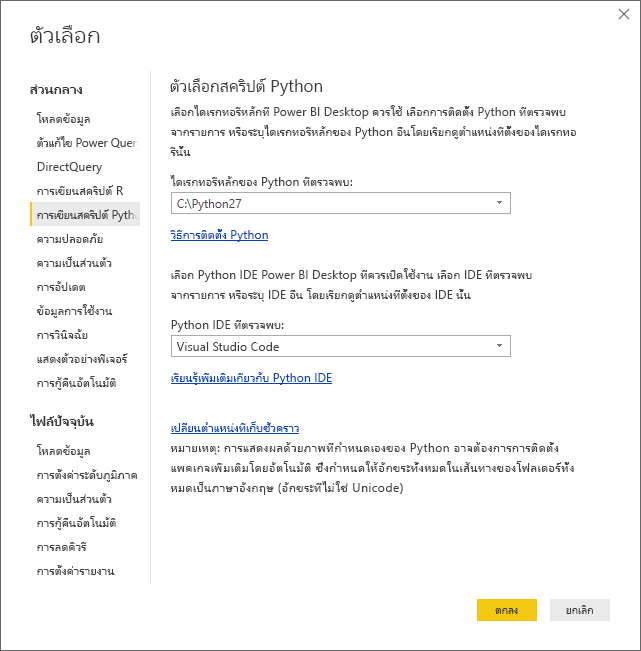 ตัวเลือก
ส่วนกลาง
โหลดข้อมูล
ตัวแก้ไข Power Quer
DirectQuery
การเขียนสคริปต์ R
การเขียนสคริปต์ Pytho
ความปลอดภัย
ความเป็นส่วนตัว
การอัปเดต
ข้อมูลการใช้งาน
การวินิจฉัย
แสดงตัวอย่างฟีเจอร์
การกู้คืนอัตโนมัติ
ไฟล์ปัจจุบัน
โหลดข้อมูล
การตั้งค่าระดับภูมิภาค
ความเป็นส่วนตัว
การกู้คืนอัตโนมัติ
การลดคิวรี
การตั้งค่ารายงาน
ตัวเลือกสคริปต์ Python
เลือกไดเรกทอรีหลักที่ Power BI Desktop ควรใช้ เลือกการติดตั้ง Python ที่ตรวจพบ
จากรายการ หรือระบุไดเรกทอรีหลักของ Python อื่นโดยเรียกดูตำแหน่งที่ตั้งของไดเรกทอ
รีนั้น
ไดเรกทอรีหลักของ Python ที่ตรวจพบ:
C:\Python27
วิธีการติดตั้ง Python
เลือก Python IDE Power BI Desktop ที่ควรเปิดใช้งาน เลือก IDE ที่ตรวจพบ
จากรายการ หรือระบุ IDE อื่น โดยเรียกดูตำแหน่งที่ตั้งของ IDE นั้น
Python IDE ที่ตรวจพบ:
Visual Studio Code
เรียนรู้เพิ่มเติมเกี่ยวกับ Python IDE
เปลี่ยนตำแหน่งที่เก็บชั่วคราว
หมายเหตุ: การแสดงผลด้วยภาพที่กำหนดเองของ Python อาจต้องการการติดตั้ง
แพคเกจเพิ่มเติมโดยอัตโนมัติ ซึ่งกำหนดให้อักขระทั้งหมดในเส้นทางของโฟลเดอร์ทั้ง
หมดเป็นภาษาอังกฤษ (อักขระที่ไม่ใช่ Unicode)
ตกลง
ยกเลิก